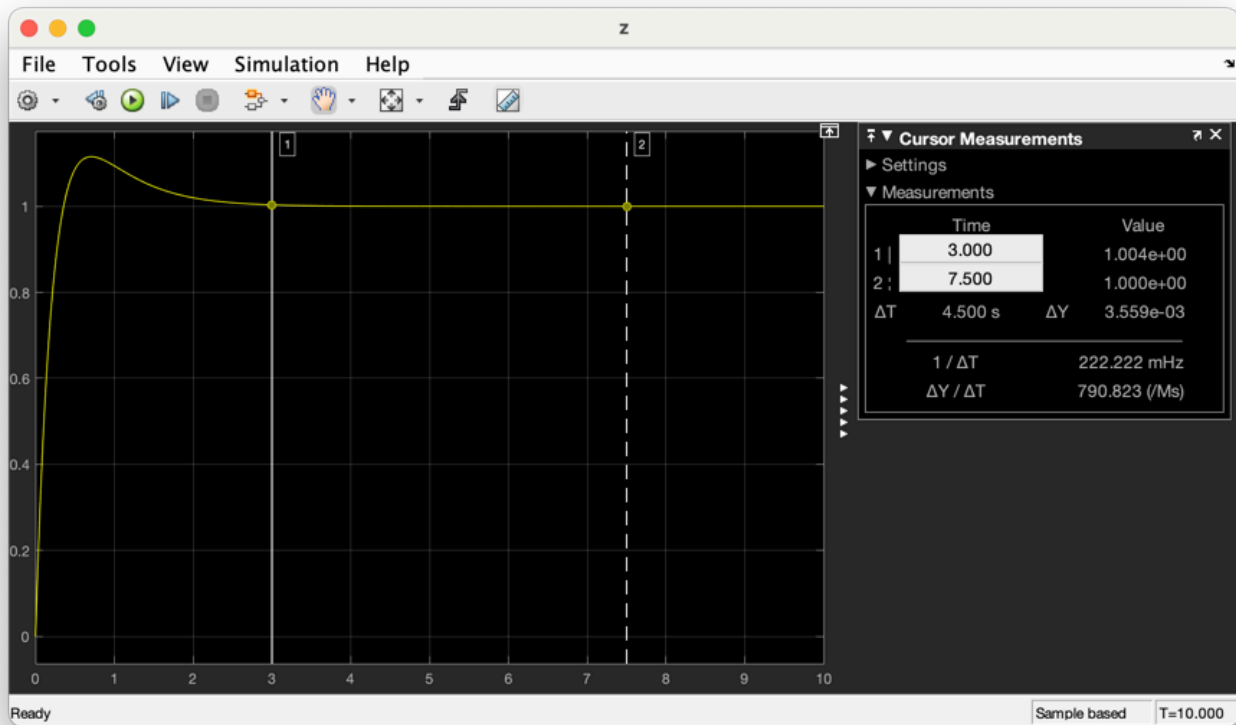 z
File Tools View Simulation Help
1 2
1
0.8
0.6
0.4
0.2
0
0 1 2 3 4 5 6 7 8 9 10
Cursor Measurements
Settings
Measurements
Time Value
1 | 3.000 1.004e+00
2 ¦ 7.500 1.000e+00
ΔT 4.500 s ΔY 3.559e-03
1 / ΔT 222.222 mHz
ΔY / ΔT 790.823 (/Ms)
Ready Sample based T=10.000